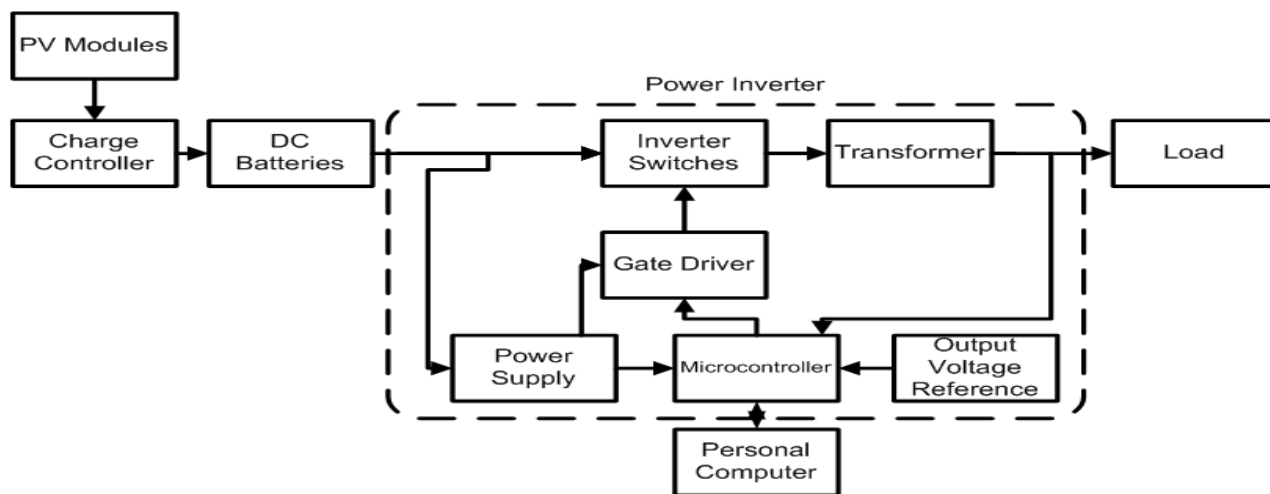 PV Modules
Power Inverter
Charge
Controller
DC
Batteries
Inverter
Switches
Transformer
Load
Gate Driver
Power
Supply
Microcontroller
Output
Voltage
Reference
Personal
Computer